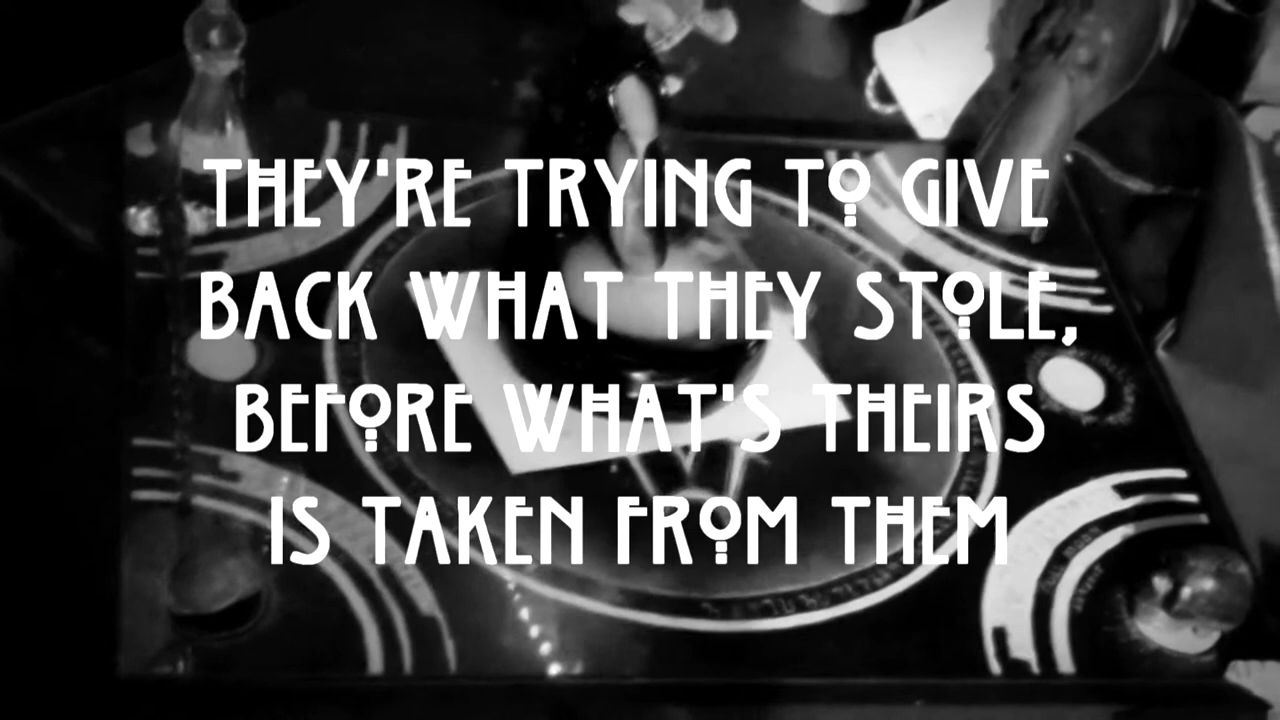 THEY'RE TRYING TO GIVE
BACK WHAT THEY STOLE,
BEFORE WHAT'S THEIRS
IS TAKEN FROM THEM